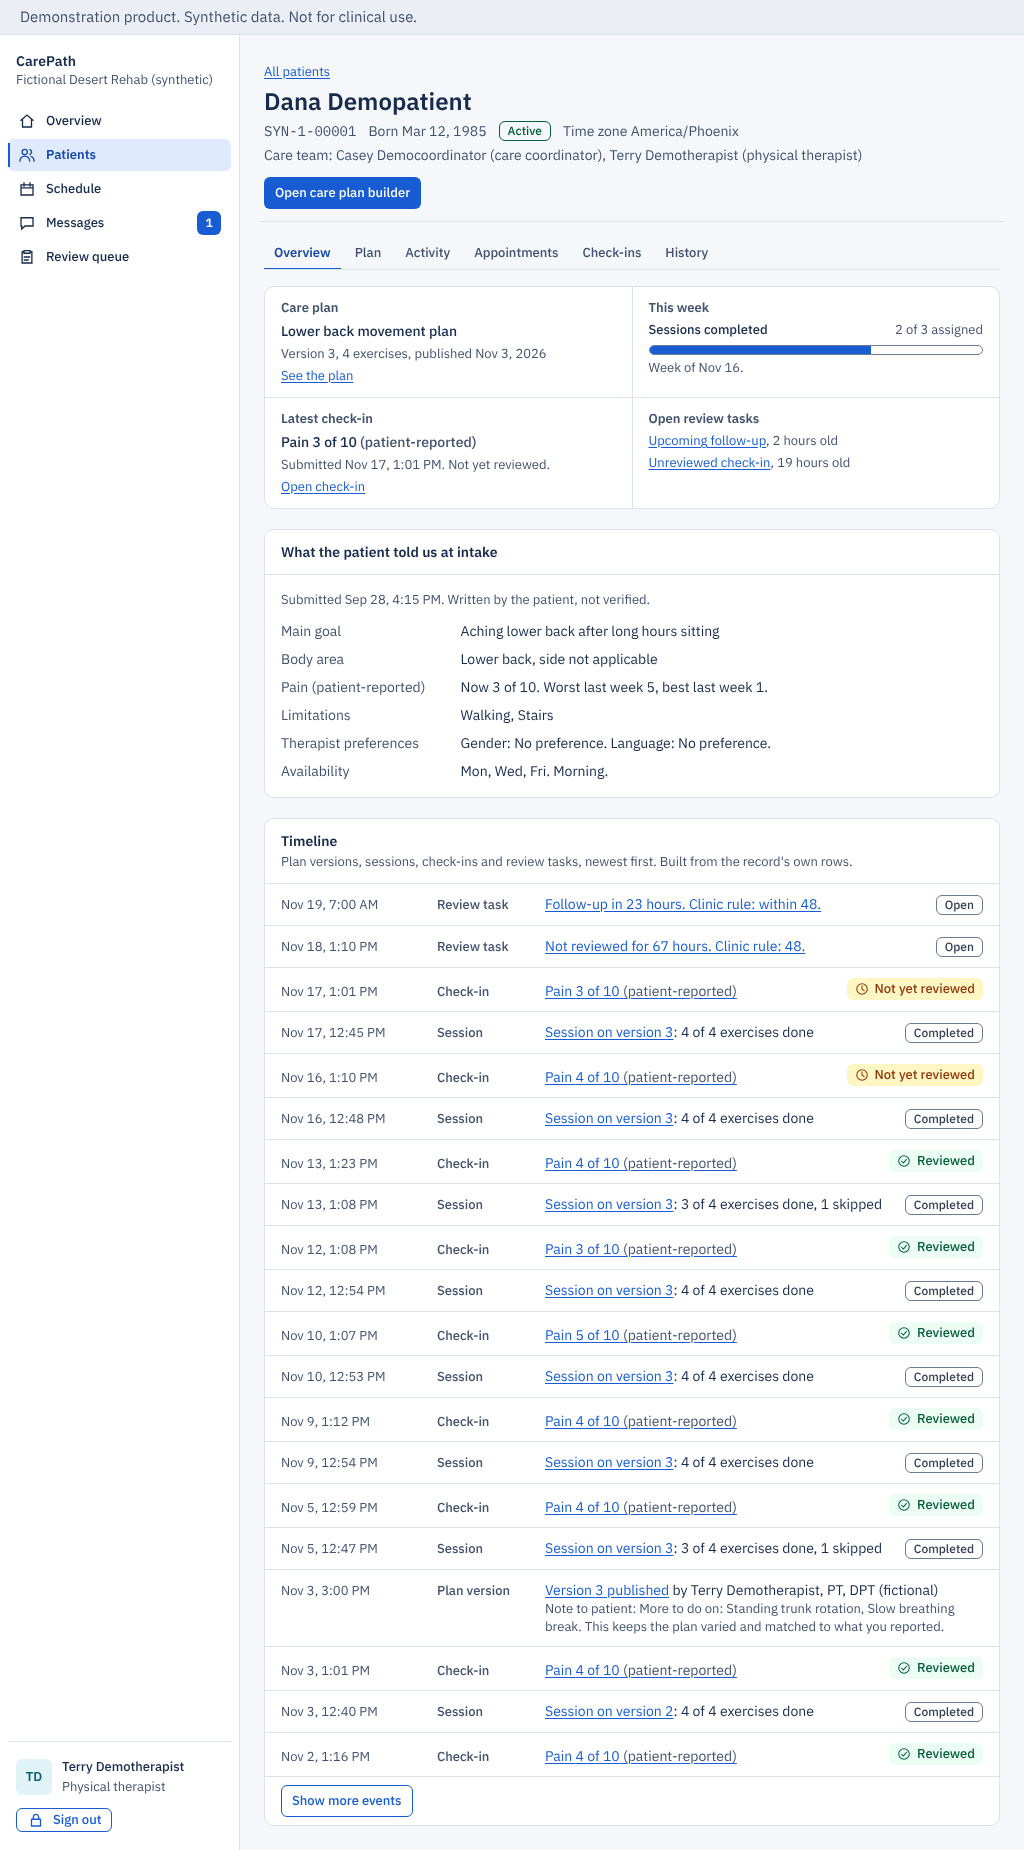 Demonstration product. Synthetic data. Not for clinical use.
CarePath
Fictional Desert Rehab (synthetic)
Overview
Patients
Schedule
Messages 1
Review queue
TD
Terry Demotherapist
Physical therapist
Sign out
All patients
Dana Demopatient
SYN-1-00001 Born Mar 12, 1985 Active Time zone America/Phoenix
Care team: Casey Democoordinator (care coordinator), Terry Demotherapist (physical therapist)
Open care plan builder
Overview Plan Activity Appointments Check-ins History
Care plan
Lower back movement plan
Version 3, 4 exercises, published Nov 3, 2026
See the plan
This week
Sessions completed 2 of 3 assigned
Week of Nov 16.
Latest check-in
Pain 3 of 10 (patient-reported)
Submitted Nov 17, 1:01 PM. Not yet reviewed.
Open check-in
Open review tasks
Upcoming follow-up, 2 hours old
Unreviewed check-in, 19 hours old
What the patient told us at intake
Submitted Sep 28, 4:15 PM. Written by the patient, not verified.
Main goal Aching lower back after long hours sitting
Body area Lower back, side not applicable
Pain (patient-reported) Now 3 of 10. Worst last week 5, best last week 1.
Limitations Walking, Stairs
Therapist preferences Gender: No preference. Language: No preference.
Availability Mon, Wed, Fri. Morning.
Timeline
Plan versions, sessions, check-ins and review tasks, newest first. Built from the record's own rows.
Nov 19, 7:00 AM Review task Follow-up in 23 hours. Clinic rule: within 48. Open
Nov 18, 1:10 PM Review task Not reviewed for 67 hours. Clinic rule: 48. Open
Nov 17, 1:01 PM Check-in Pain 3 of 10 (patient-reported) Not yet reviewed
Nov 17, 12:45 PM Session Session on version 3: 4 of 4 exercises done Completed
Nov 16, 1:10 PM Check-in Pain 4 of 10 (patient-reported) Not yet reviewed
Nov 16, 12:48 PM Session Session on version 3: 4 of 4 exercises done Completed
Nov 13, 1:23 PM Check-in Pain 4 of 10 (patient-reported) Reviewed
Nov 13, 1:08 PM Session Session on version 3: 3 of 4 exercises done, 1 skipped Completed
Nov 12, 1:08 PM Check-in Pain 3 of 10 (patient-reported) Reviewed
Nov 12, 12:54 PM Session Session on version 3: 4 of 4 exercises done Completed
Nov 10, 1:07 PM Check-in Pain 5 of 10 (patient-reported) Reviewed
Nov 10, 12:53 PM Session Session on version 3: 4 of 4 exercises done Completed
Nov 9, 1:12 PM Check-in Pain 4 of 10 (patient-reported) Reviewed
Nov 9, 12:54 PM Session Session on version 3: 4 of 4 exercises done Completed
Nov 5, 12:59 PM Check-in Pain 4 of 10 (patient-reported) Reviewed
Nov 5, 12:47 PM Session Session on version 3: 3 of 4 exercises done, 1 skipped Completed
Nov 3, 3:00 PM Plan version Version 3 published by Terry Demotherapist, PT, DPT (fictional)
Note to patient: More to do on: Standing trunk rotation, Slow breathing
break. This keeps the plan varied and matched to what you reported.
Nov 3, 1:01 PM Check-in Pain 4 of 10 (patient-reported) Reviewed
Nov 3, 12:40 PM Session Session on version 2: 4 of 4 exercises done Completed
Nov 2, 1:16 PM Check-in Pain 4 of 10 (patient-reported) Reviewed
Show more events